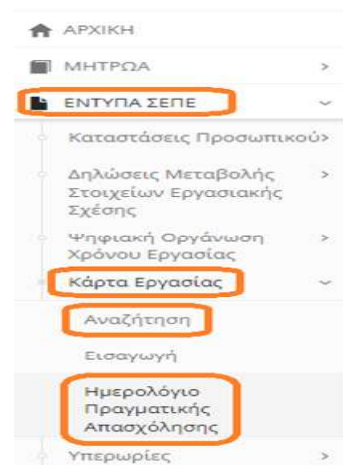 ΑΡΧΙΚΗ
ΜΗΤΡΩΑ >
ΕΝΤΥΠΑ ΣΕΠΕ
Καταστάσεις Προσωπικού>
Δηλώσεις Μεταβολής >
Στοιχείων Εργασιακής
Σχέσης
Ψηφιακή Οργάνωση >
Χρόνου Εργασίας
Κάρτα Εργασίας
Αναζήτηση
Εισαγωγή
Ημερολόγιο
Πραγματικής
Απασχόλησης
Υπερωρίες >